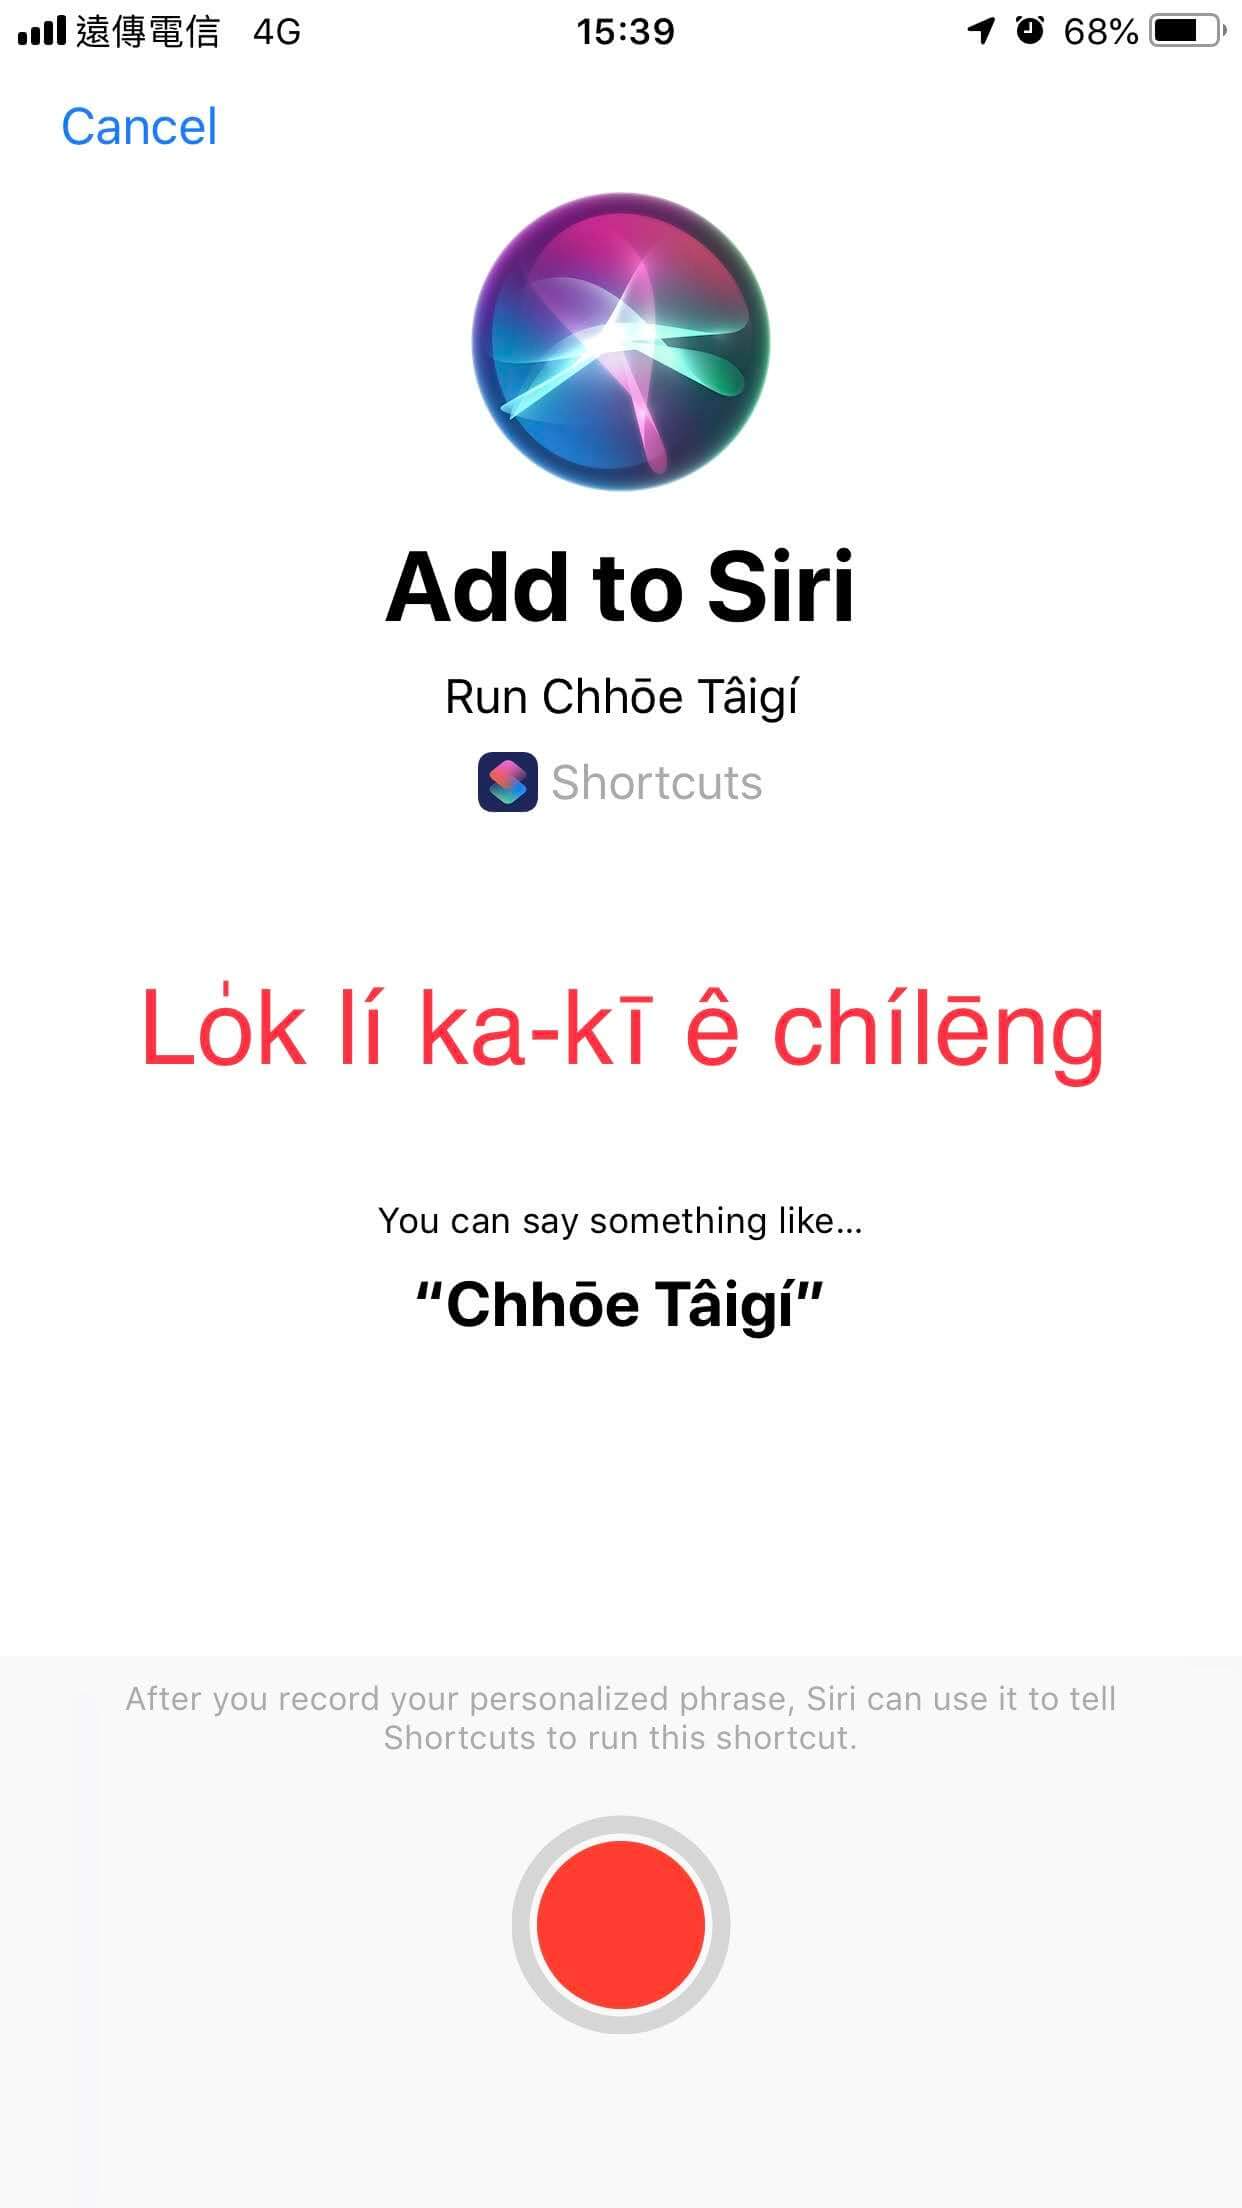 遠傳電信 4G 15:39 68%
Cancel
Add to Siri
Run Chhōe Tâigí
Shortcuts
Lo̍k lí ka-kī ê chílēng
You can say something like...
“Chhōe Tâigí”
After you record your personalized phrase, Siri can use it to tell
Shortcuts to run this shortcut.